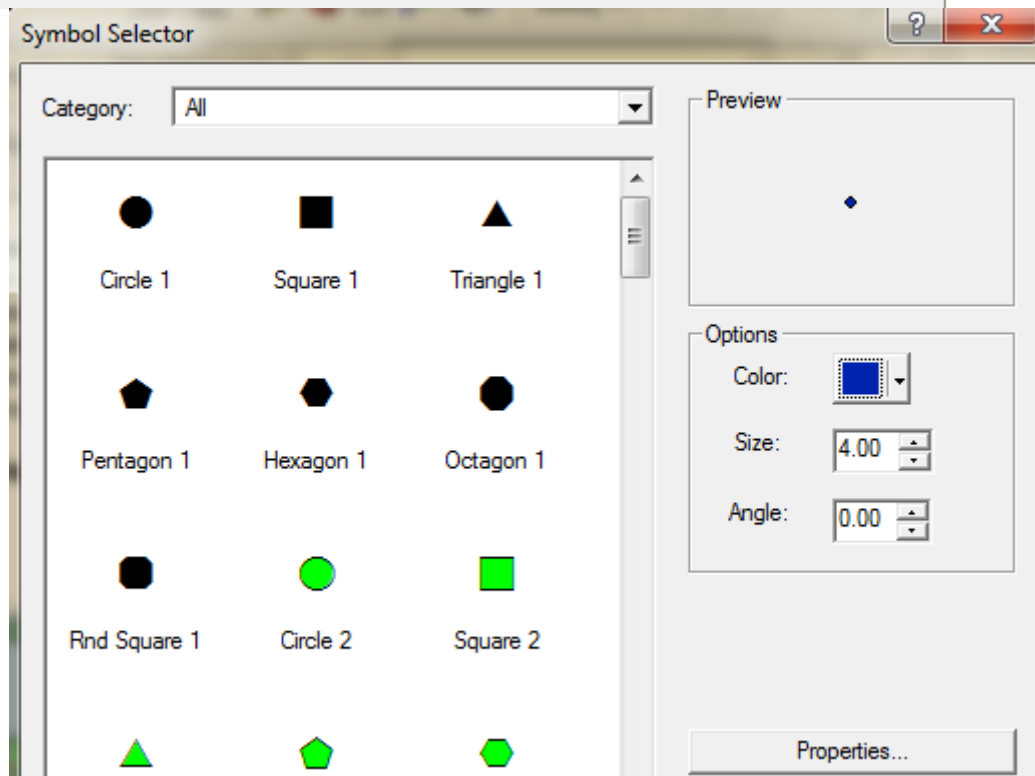 Symbol Selector
Category: All
Circle 1 Square 1 Triangle 1
Pentagon 1 Hexagon 1 Octagon 1
Rnd Square 1 Circle 2 Square 2
Preview
Options
Color:
Size: 4.00
Angle: 0.00
Properties...